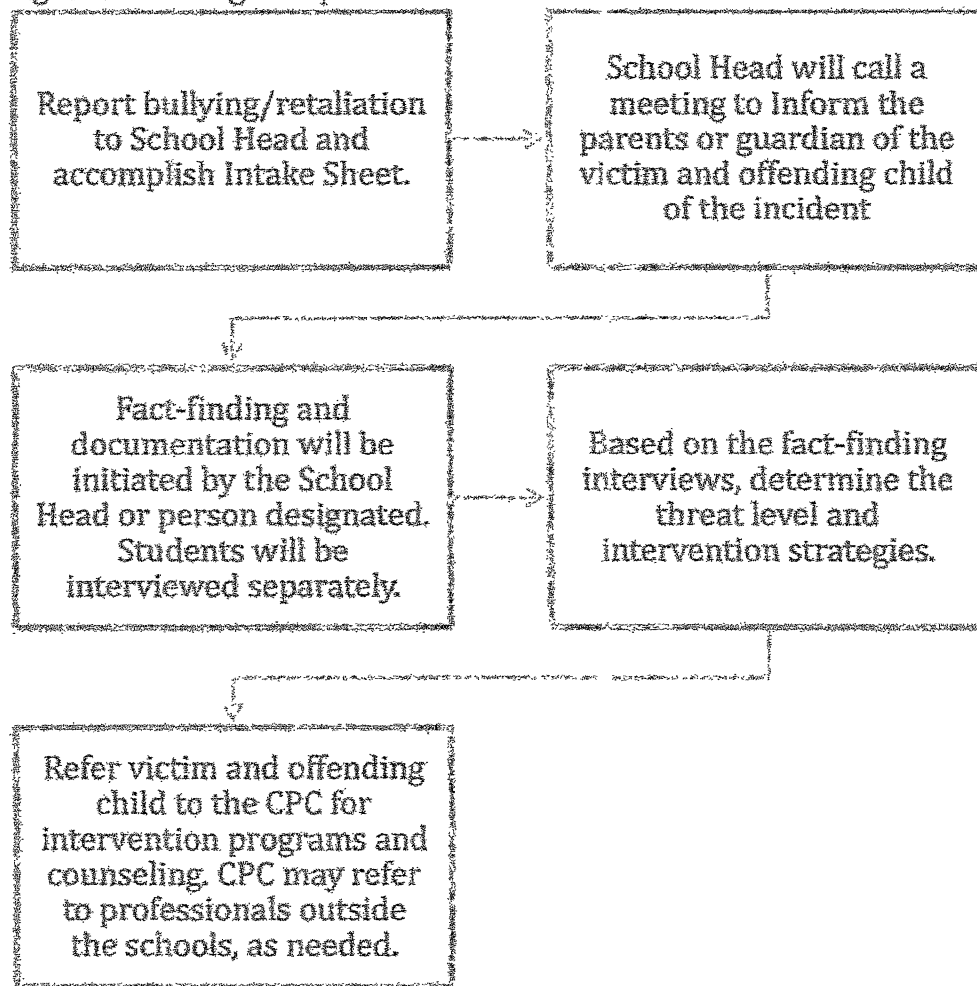 Report bullying/retaliation
to School Head and
accomplish Intake Sheet.
School Head will call a
meeting to Inform the
parents or guardian of the
victim and offending child
of the incident
Fact-finding and
documentation will be
initiated by the School
Head or person designated.
Students will be
interviewed separately.
Based on the fact-finding
interviews, determine the
threat level and
intervention strategies.
Refer victim and offending
child to the CPC for
intervention programs and
counseling. CPC may refer
to professionals outside
the schools, as needed.